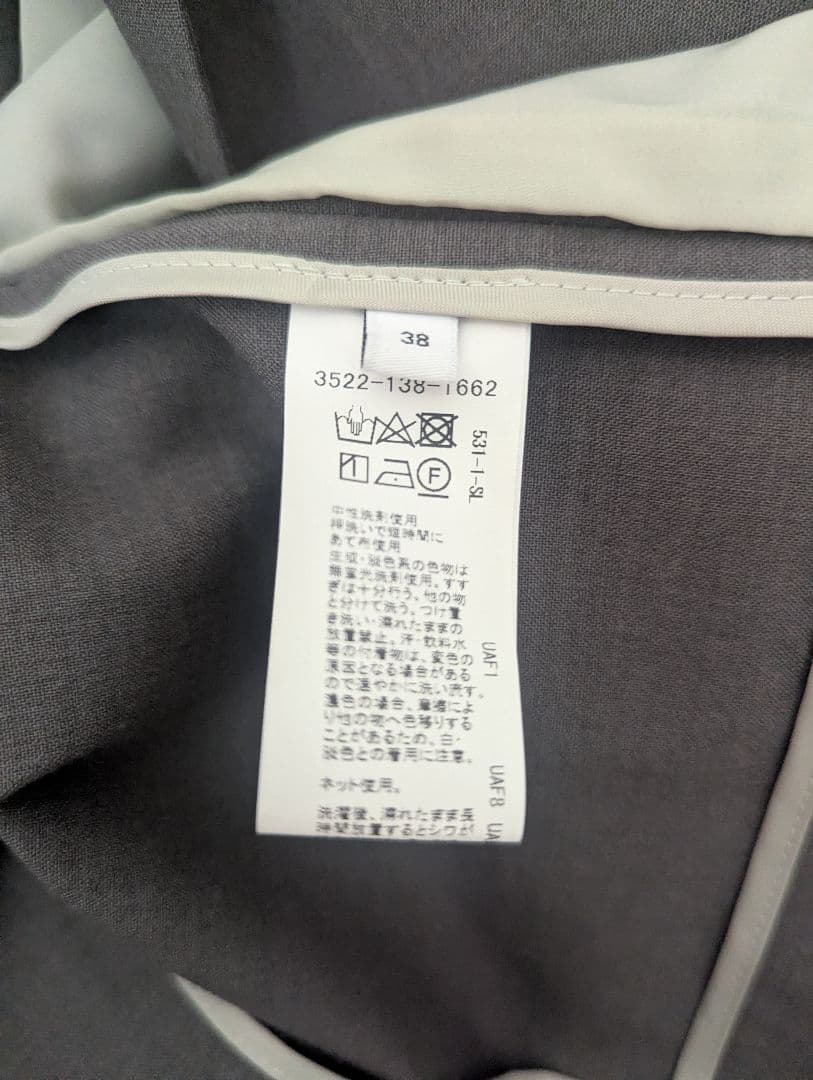 38
3522-138-1662
531-1-SL
F
中性洗剤使用
押洗いで短時間に
あて布使用
生成・淡色系の色物は
無蛍光洗剤使用。すす
ぎは十分行う。他の物
と分けて洗う。つけ置
き洗い・濡れたままの
放置禁止。汗・飲料水
等の付着物は、変色の
原因となる場合がある
ので速やかに洗い流す。
濃色の場合、摩擦によ
り他の物へ色移りする
ことがあるため、白・
淡色との着用に注意。
ネット使用。
洗濯後、濡れたまま長
時間放置するとシワが
UAF1
UAF8 UA